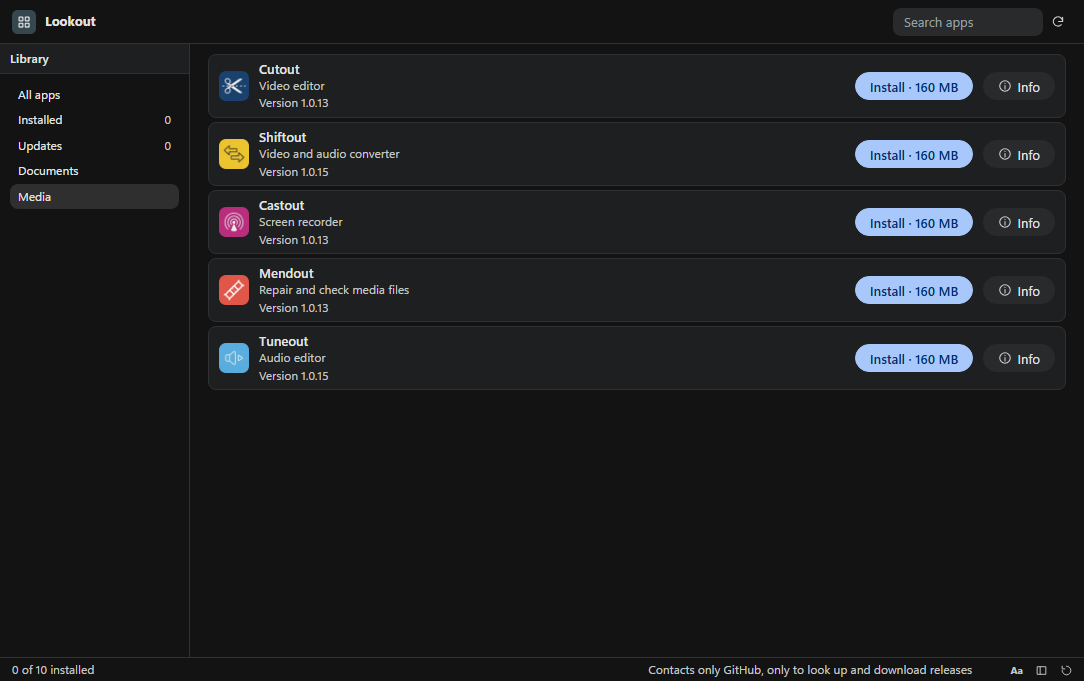 Lookout
Search apps
Library
All apps
Installed 0
Updates 0
Documents
Media
Cutout
Video editor
Version 1.0.13
Install · 160 MB
Info
Shiftout
Video and audio converter
Version 1.0.15
Install · 160 MB
Info
Castout
Screen recorder
Version 1.0.13
Install · 160 MB
Info
Mendout
Repair and check media files
Version 1.0.13
Install · 160 MB
Info
Tuneout
Audio editor
Version 1.0.15
Install · 160 MB
Info
0 of 10 installed
Contacts only GitHub, only to look up and download releases
Aa